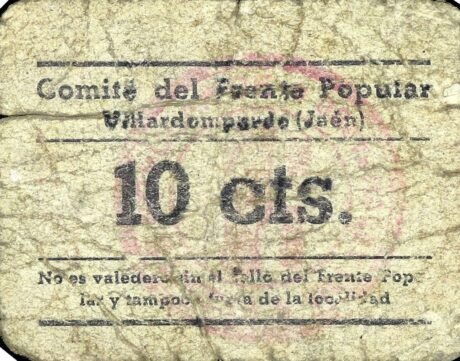 Comité del Frente Popular
Villardompardo (Jaén)
10 cts.
No es valedero sin el sello del Frente Popu-
lar y tampoco fuera de la localidad